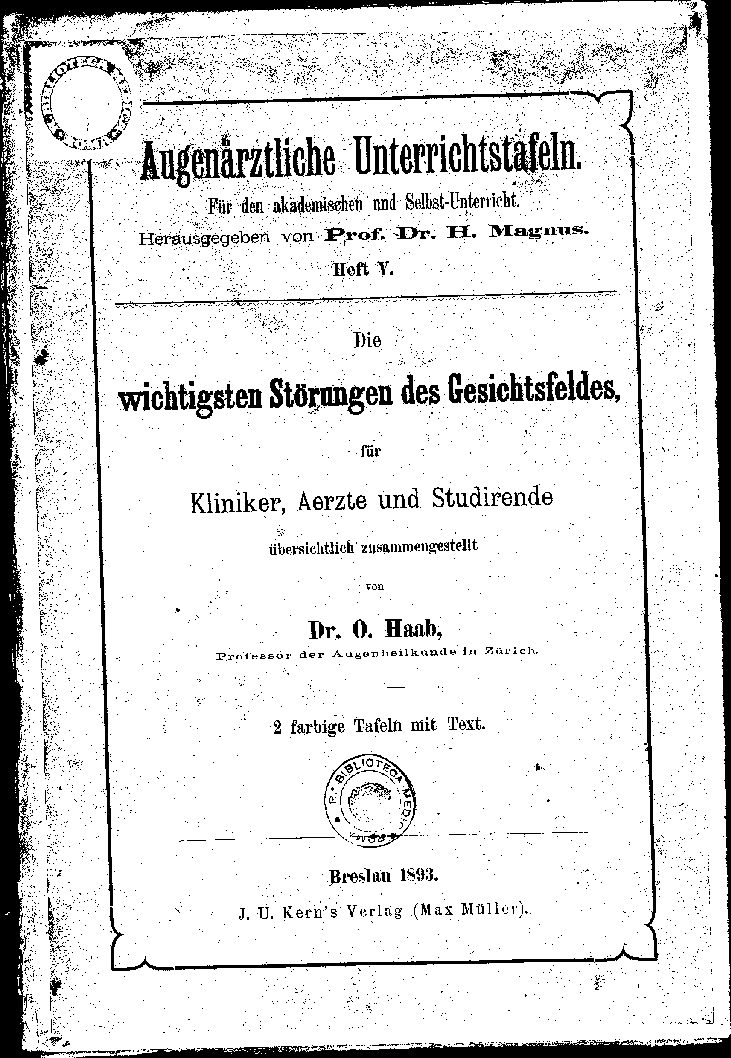 Augenärztliche Unterrichtstafeln.
Für den akademischen und Selbst-Unterricht.
Herausgegeben von Prof. Dr. H. Magnus.
Heft V.
Die
wichtigsten Störungen des Gesichtsfeldes,
für
Kliniker, Aerzte und Studirende
übersichtlich zusammengestellt
von
Dr. O. Haab,
Professor der Augenheilkunde in Zürich.
2 farbige Tafeln mit Text.
BIBLIOTECA MEDIC
Breslau 1893.
J. U. Kern's Verlag (Max Müller).